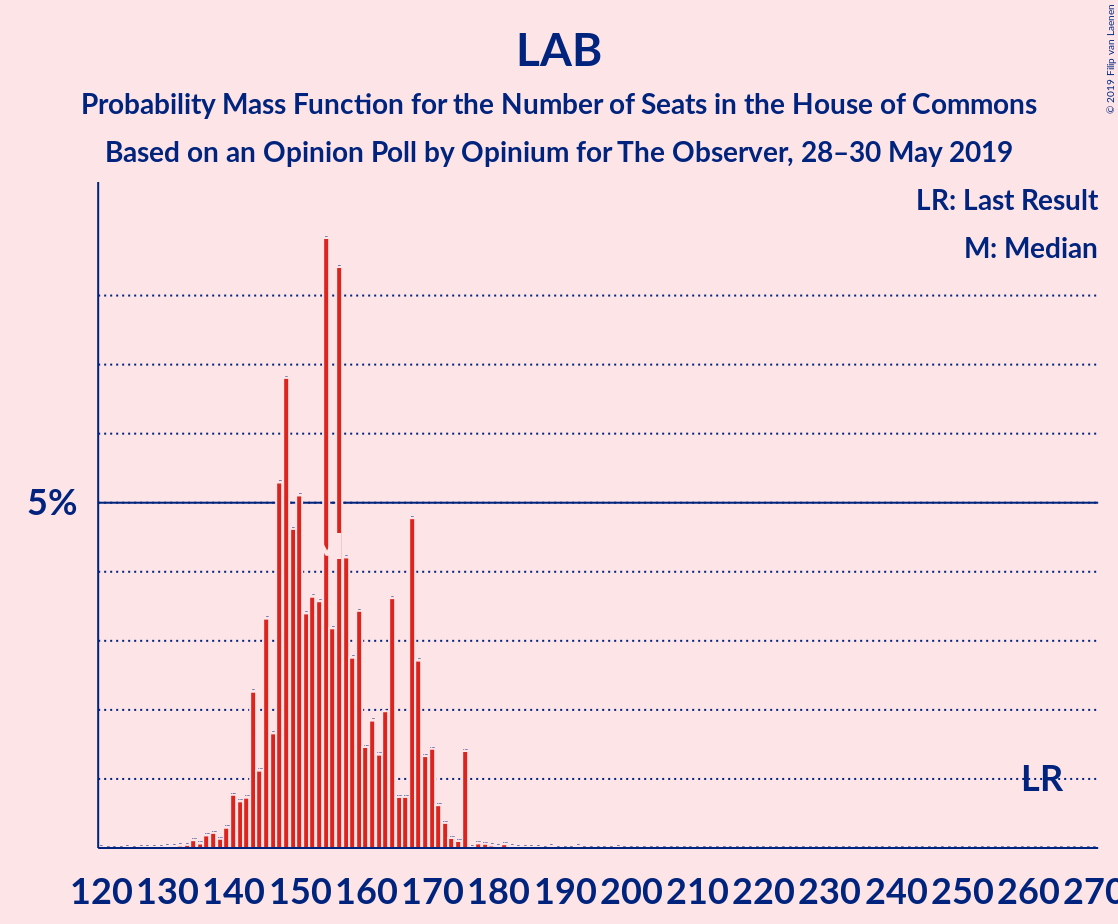 LAB
Probability Mass Function for the Number of Seats in the House of Commons
Based on an Opinion Poll by Opinium for The Observer, 28–30 May 2019
© 2019 Filip van Laenen
LR: Last Result
M: Median
5%
LR
120 130 140 150 160 170 180 190 200 210 220 230 240 250 260 270